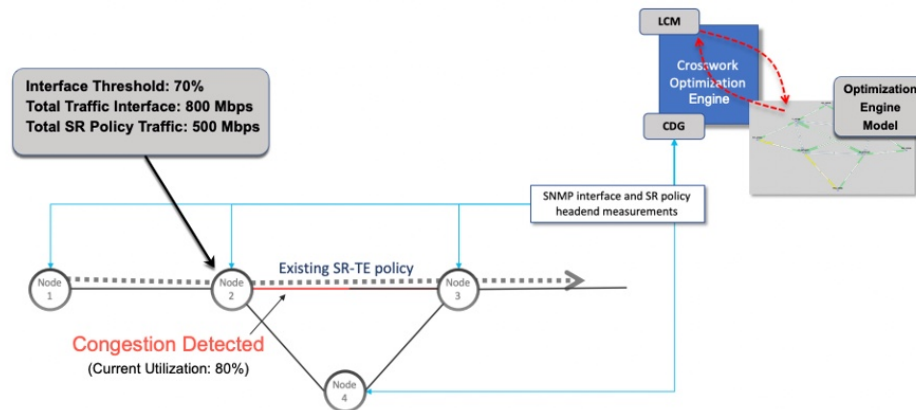 LCM
Crosswork
Optimization
Engine
CDG
Optimization
Engine
Model
Interface Threshold: 70%
Total Traffic Interface: 800 Mbps
Total SR Policy Traffic: 500 Mbps
SNMP interface and SR policy
headend measurements
Existing SR-TE policy
Node
1
Node
2
Node
3
Congestion Detected
(Current Utilization: 80%)
Node
4